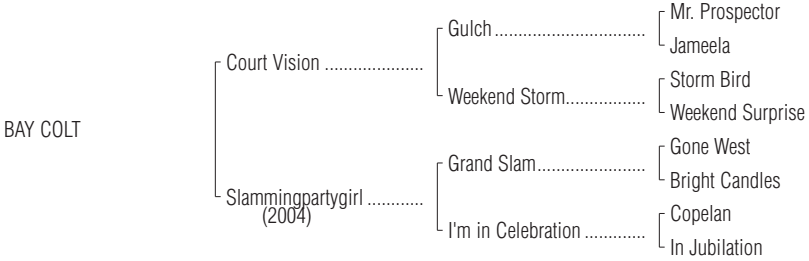 Mr. Prospector
Gulch ..............................
Jameela
Court Vision ....................
Storm Bird
Weekend Storm................
Weekend Surprise
BAY COLT
Gone West
Grand Slam......................
Bright Candles
Slammingpartygirl ...........
(2004)
Copelan
I'm in Celebration ............
In Jubilation